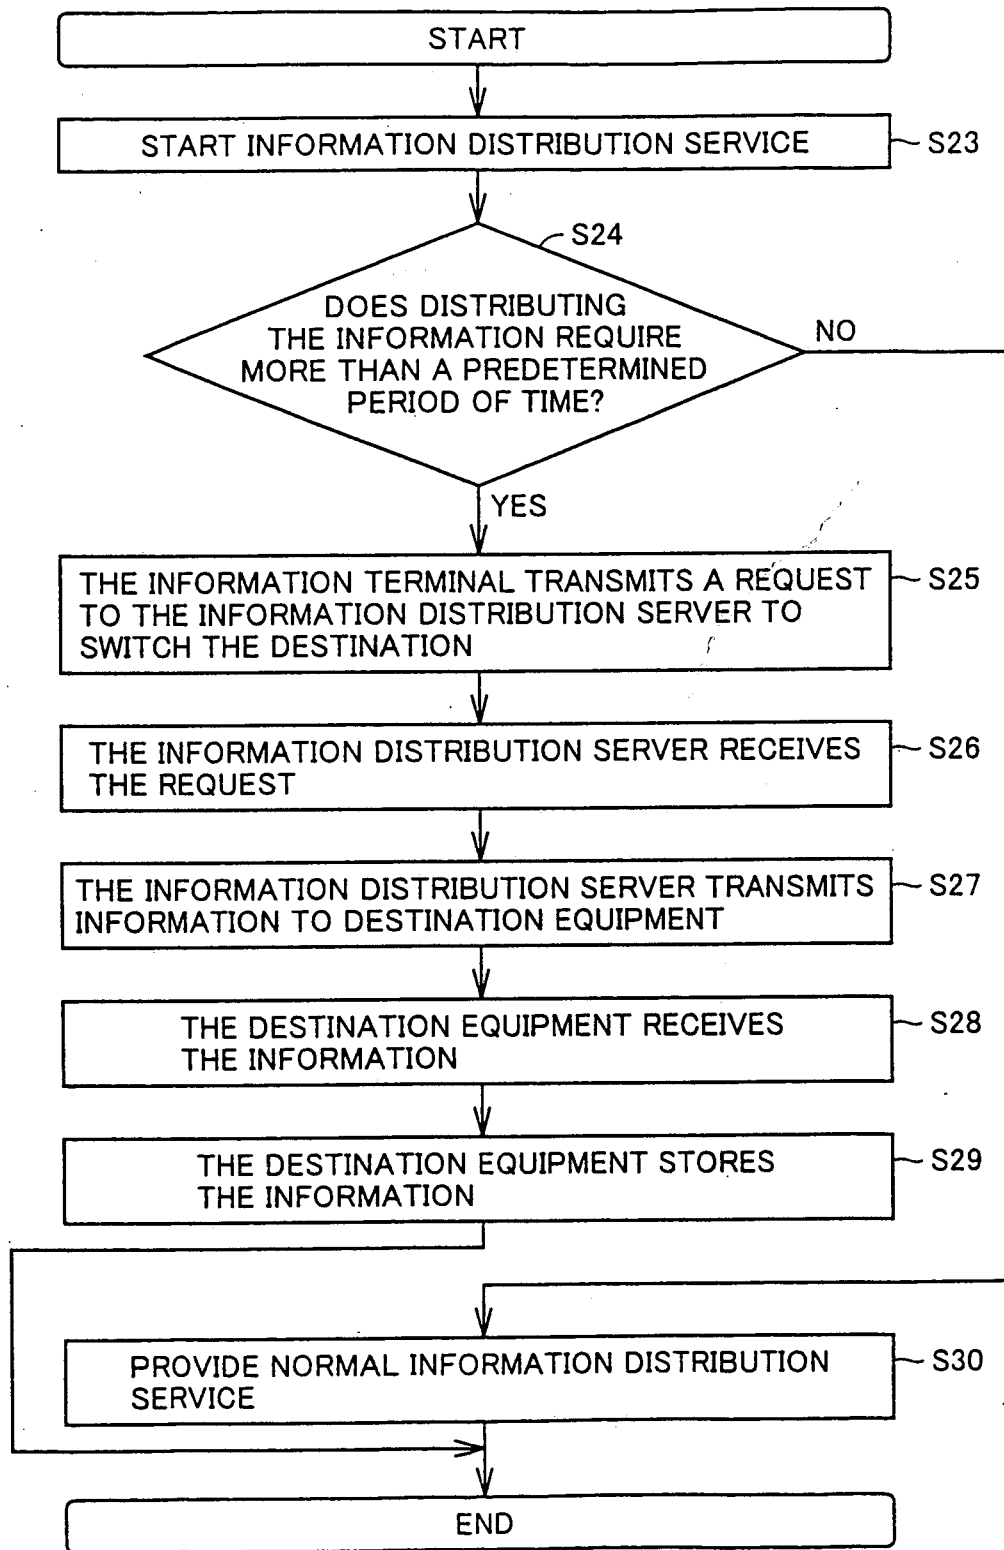 START
START INFORMATION DISTRIBUTION SERVICE
S23
S24
DOES DISTRIBUTING
THE INFORMATION REQUIRE
MORE THAN A PREDETERMINED
PERIOD OF TIME?
NO
YES
THE INFORMATION TERMINAL TRANSMITS A REQUEST
TO THE INFORMATION DISTRIBUTION SERVER TO
SWITCH THE DESTINATION
S25
THE INFORMATION DISTRIBUTION SERVER RECEIVES
THE REQUEST
S26
THE INFORMATION DISTRIBUTION SERVER TRANSMITS
INFORMATION TO DESTINATION EQUIPMENT
S27
THE DESTINATION EQUIPMENT RECEIVES
THE INFORMATION
S28
THE DESTINATION EQUIPMENT STORES
THE INFORMATION
S29
PROVIDE NORMAL INFORMATION DISTRIBUTION
SERVICE
S30
END